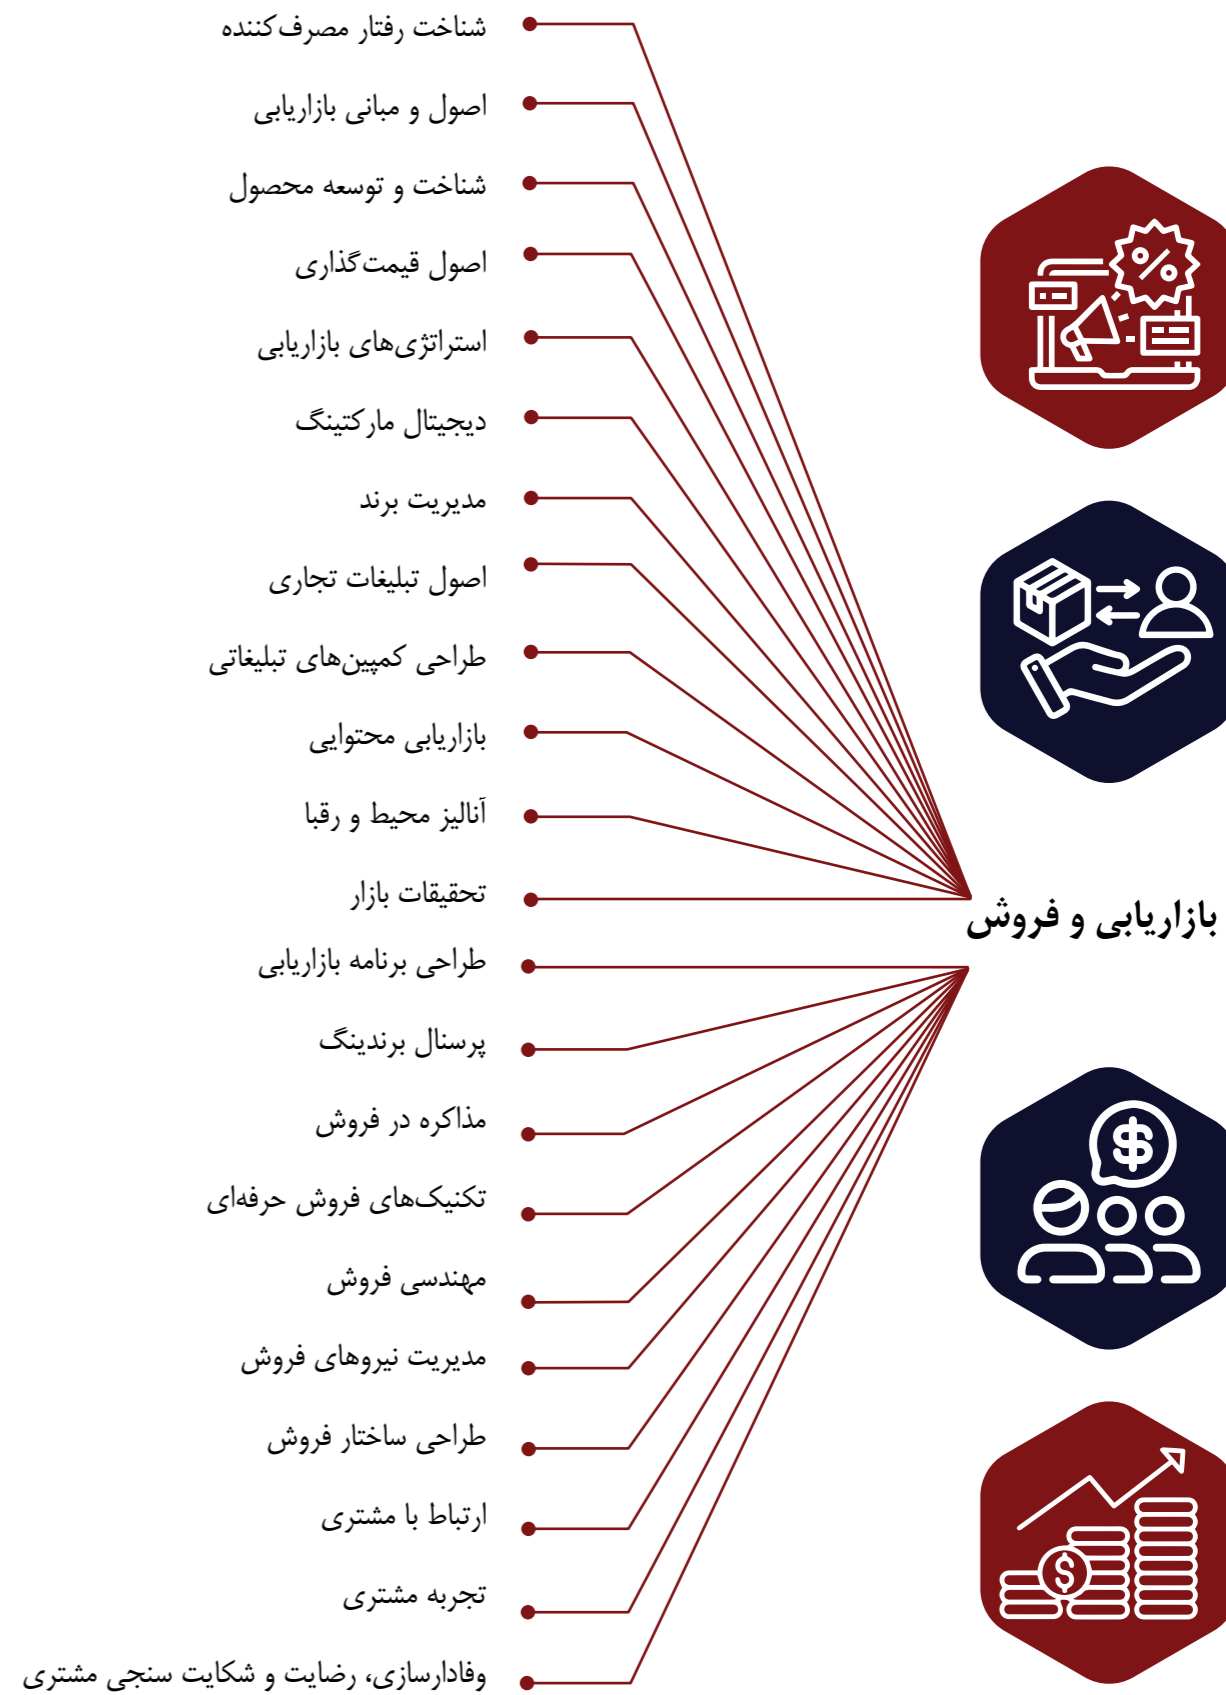 شناخت رفتار مصرف‌کننده
اصول و مبانی بازاریابی
شناخت و توسعه محصول
اصول قیمت‌گذاری
استراتژی‌های بازاریابی
دیجیتال مارکتینگ
مدیریت برند
اصول تبلیغات تجاری
طراحی کمپین‌های تبلیغاتی
بازاریابی محتوایی
آنالیز محیط و رقبا
تحقیقات بازار
بازاریابی و فروش
طراحی برنامه بازاریابی
پرسنال برندینگ
مذاکره در فروش
تکنیک‌های فروش حرفه‌ای
مهندسی فروش
مدیریت نیروهای فروش
طراحی ساختار فروش
ارتباط با مشتری
تجربه مشتری
وفادارسازی، رضایت و شکایت سنجی مشتری